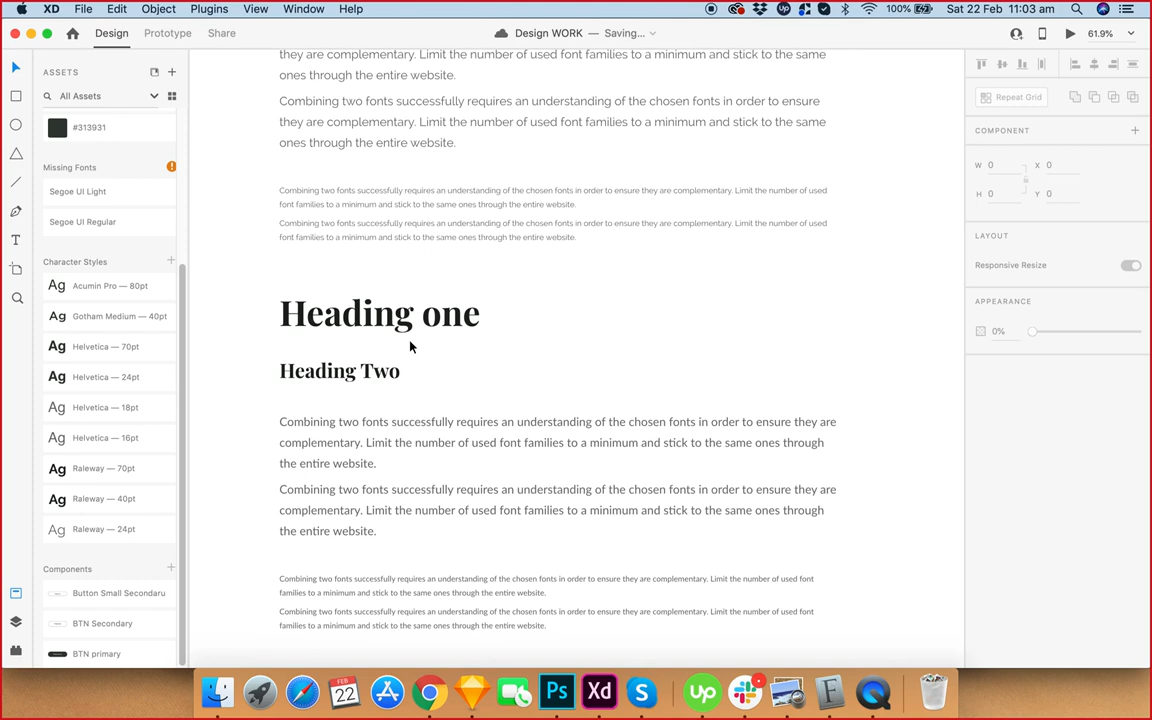 XD File Edit Object Plugins View Window Help
100% Sat 22 Feb 11:03 am
Design Prototype Share
Design WORK — Saving...
61.9%
they are complementary. Limit the number of used font families to a minimum and stick to the same
ones through the entire website.
Combining two fonts successfully requires an understanding of the chosen fonts in order to ensure
they are complementary. Limit the number of used font families to a minimum and stick to the same
ones through the entire website.
Combining two fonts successfully requires an understanding of the chosen fonts in order to ensure they are complementary. Limit the number of used
font families to a minimum and stick to the same ones through the entire website.
Combining two fonts successfully requires an understanding of the chosen fonts in order to ensure they are complementary. Limit the number of used
font families to a minimum and stick to the same ones through the entire website.
Heading one
Heading Two
Combining two fonts successfully requires an understanding of the chosen fonts in order to ensure they are
complementary. Limit the number of used font families to a minimum and stick to the same ones through
the entire website.
Combining two fonts successfully requires an understanding of the chosen fonts in order to ensure they are
complementary. Limit the number of used font families to a minimum and stick to the same ones through
the entire website.
Combining two fonts successfully requires an understanding of the chosen fonts in order to ensure they are complementary. Limit the number of used font
families to a minimum and stick to the same ones through the entire website.
Combining two fonts successfully requires an understanding of the chosen fonts in order to ensure they are complementary. Limit the number of used font
families to a minimum and stick to the same ones through the entire website.
ASSETS
All Assets
#313931
Missing Fonts
Segoe UI Light
Segoe UI Regular
Character Styles
Ag Acumin Pro — 80pt
Ag Gotham Medium — 40pt
Ag Helvetica — 70pt
Ag Helvetica — 24pt
Ag Helvetica — 18pt
Ag Helvetica — 16pt
Ag Raleway — 70pt
Ag Raleway — 40pt
Ag Raleway — 24pt
Components
Button Small Secondaru
BTN Secondary
BTN primary
Repeat Grid
COMPONENT
W 0 X 0
H 0 Y 0
LAYOUT
Responsive Resize
APPEARANCE
0%
FEB
22
Ps
Xd
S
Up
F